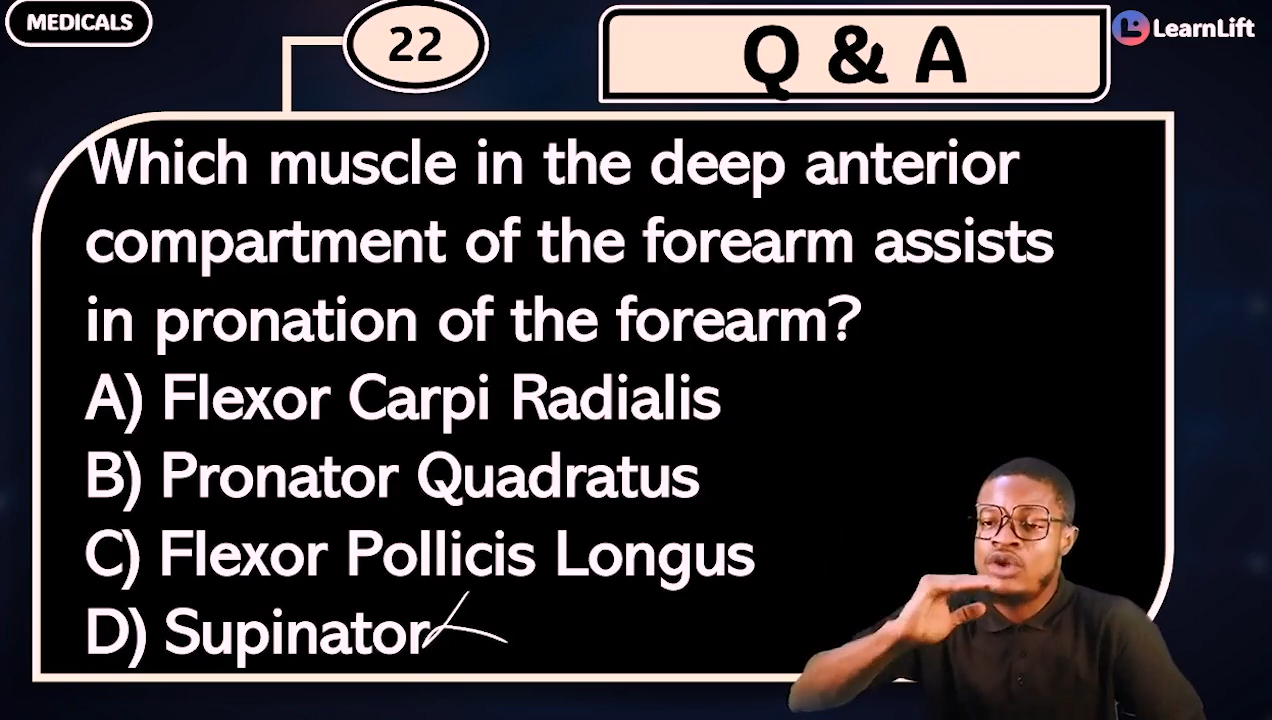 MEDICALS
22
Q & A
LearnLift
Which muscle in the deep anterior
compartment of the forearm assists
in pronation of the forearm?
A) Flexor Carpi Radialis
B) Pronator Quadratus
C) Flexor Pollicis Longus
D) Supinator